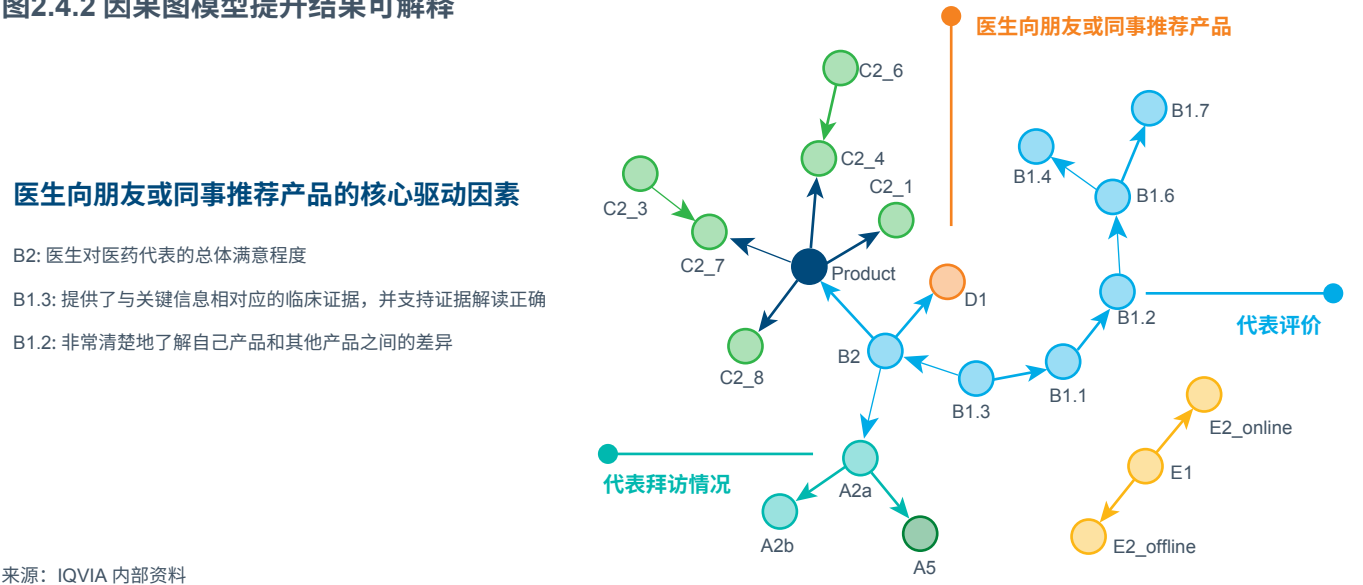 图2.4.2 因果图模型提升结果可解释
医生向朋友或同事推荐产品的核心驱动因素
B2: 医生对医药代表的总体满意程度
B1.3: 提供了与关键信息相对应的临床证据，并支持证据解读正确
B1.2: 非常清楚地了解自己产品和其他产品之间的差异
医生向朋友或同事推荐产品
C2_6
B1.7
C2_4
B1.4
C2_1
B1.6
C2_3
C2_7
Product
D1
B1.2
代表评价
B2
C2_8
B1.3
B1.1
E2_online
代表拜访情况
A2a
E1
A2b
E2_offline
A5
来源：IQVIA 内部资料